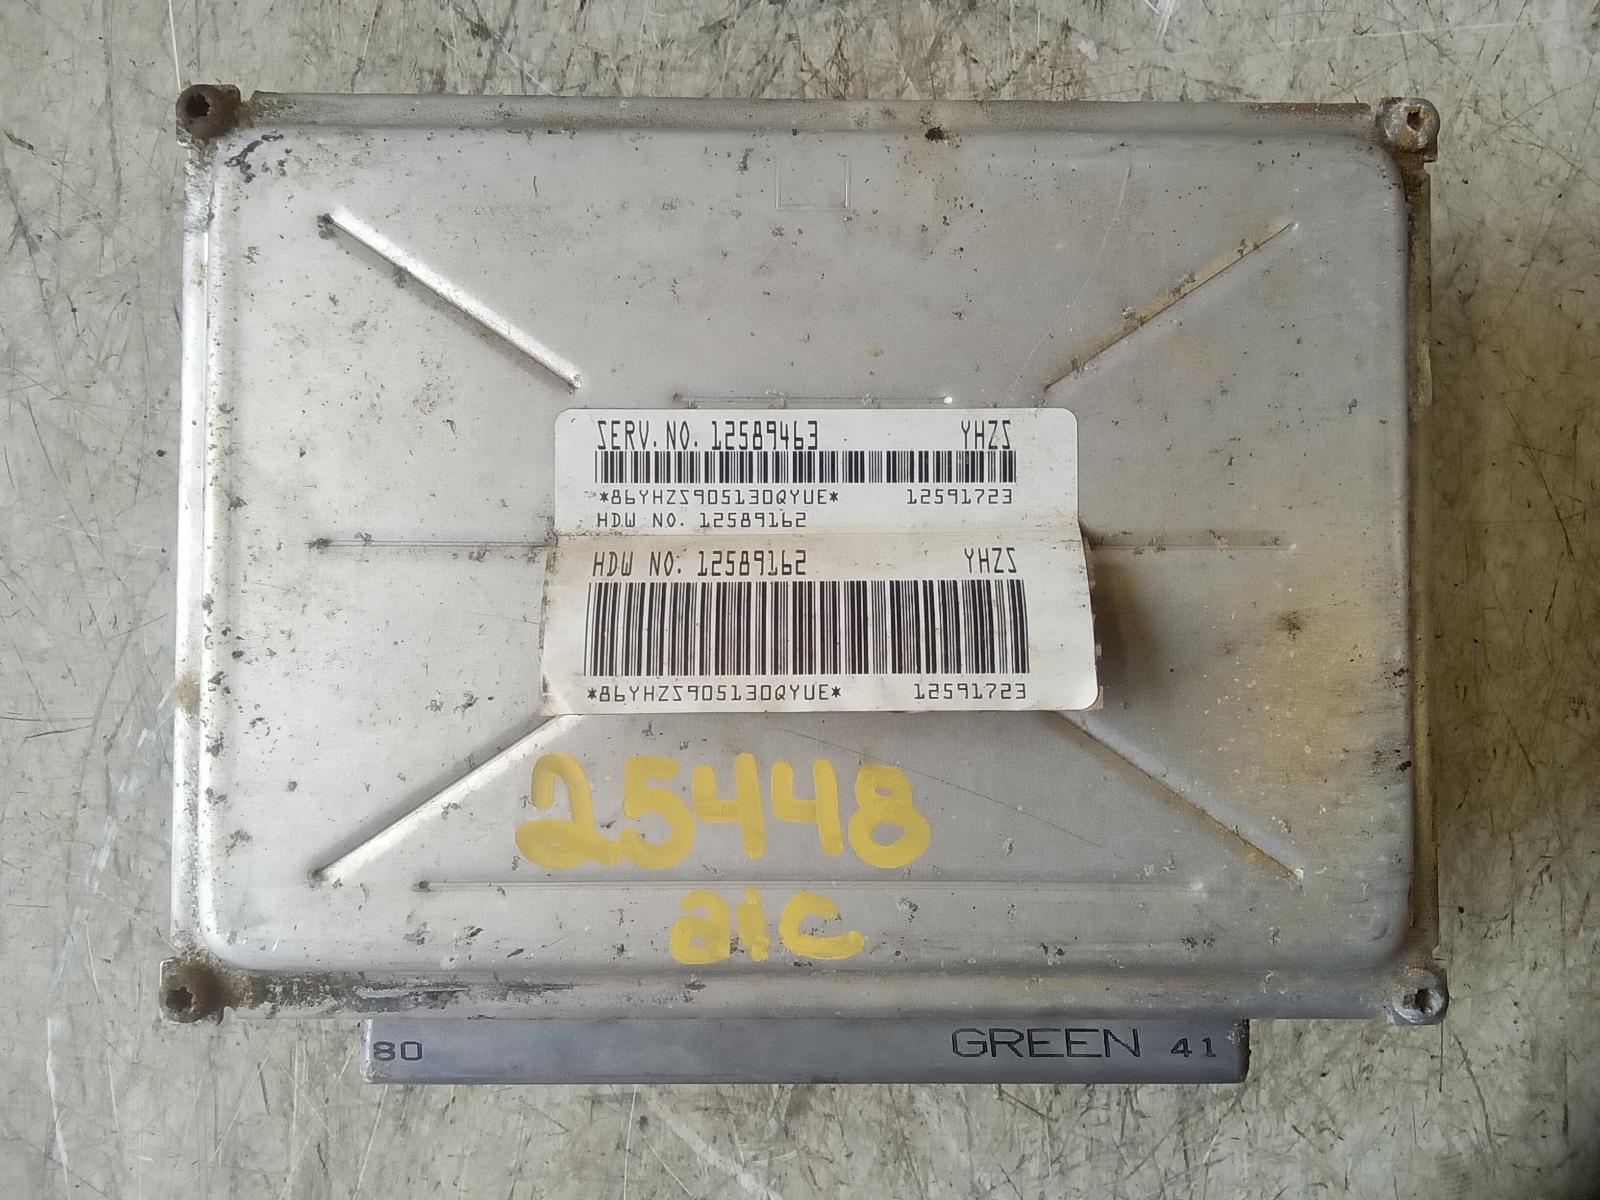 SERV. NO. 12589463 YHZS
*86YHZS905130QYUE* 12591723
HDW NO. 12589162
HDW NO. 12589162 YHZS
*86YHZS905130QYUE* 12591723
25448
aic
80 GREEN 41